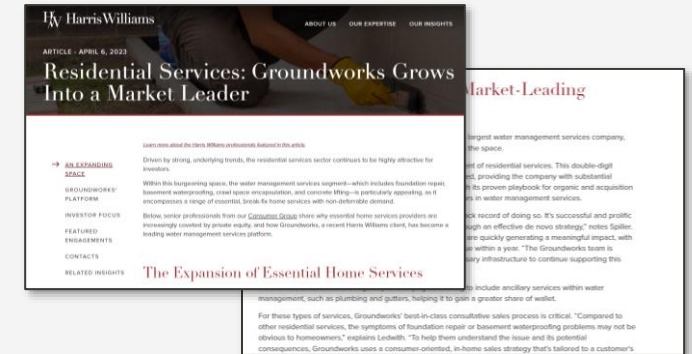 HW Harris Williams
ABOUT US OUR EXPERTISE OUR INSIGHTS
ARTICLE - APRIL 6, 2023
Residential Services: Groundworks Grows
Into a Market Leader
Learn more about the Harris Williams professionals featured in this article.
Driven by strong, underlying trends, the residential services sector continues to be highly attractive for
investors.
Within this burgeoning space, the water management services segment—which includes foundation repair,
basement waterproofing, crawl space encapsulation, and concrete lifting—is particularly appealing, as it
encompasses a range of essential, break-fix home services with non-deferrable demand.
Below, senior professionals from our Consumer Group share why essential home services providers are
increasingly coveted by private equity, and how Groundworks, a recent Harris Williams client, has become a
leading water management services platform.
The Expansion of Essential Home Services
→ AN EXPANDING
SPACE
GROUNDWORKS'
PLATFORM
INVESTOR FOCUS
FEATURED
ENGAGEMENTS
CONTACTS
RELATED INSIGHTS
Market-Leading
largest water management services company,
the space.
ent of residential services. This double-digit
ed, providing the company with substantial
h its proven playbook for organic and acquisition
rs in water management services.
ck record of doing so. It's successful and prolific
ough an effective de novo strategy," notes Spiller.
are quickly generating a meaningful impact, with
ue within a year. "The Groundworks team is
sary infrastructure to continue supporting this
to include ancillary services within water
management, such as plumbing and gutters, helping it to gain a greater share of wallet.
For these types of services, Groundworks' best-in-class consultative sales process is critical. "Compared to
other residential services, the symptoms of foundation repair or basement waterproofing problems may not be
obvious to homeowners," explains Ledwith. "To help them understand the issue and its potential
consequences, Groundworks uses a consumer-oriented, in-home sales strategy that's tailored to a customer's